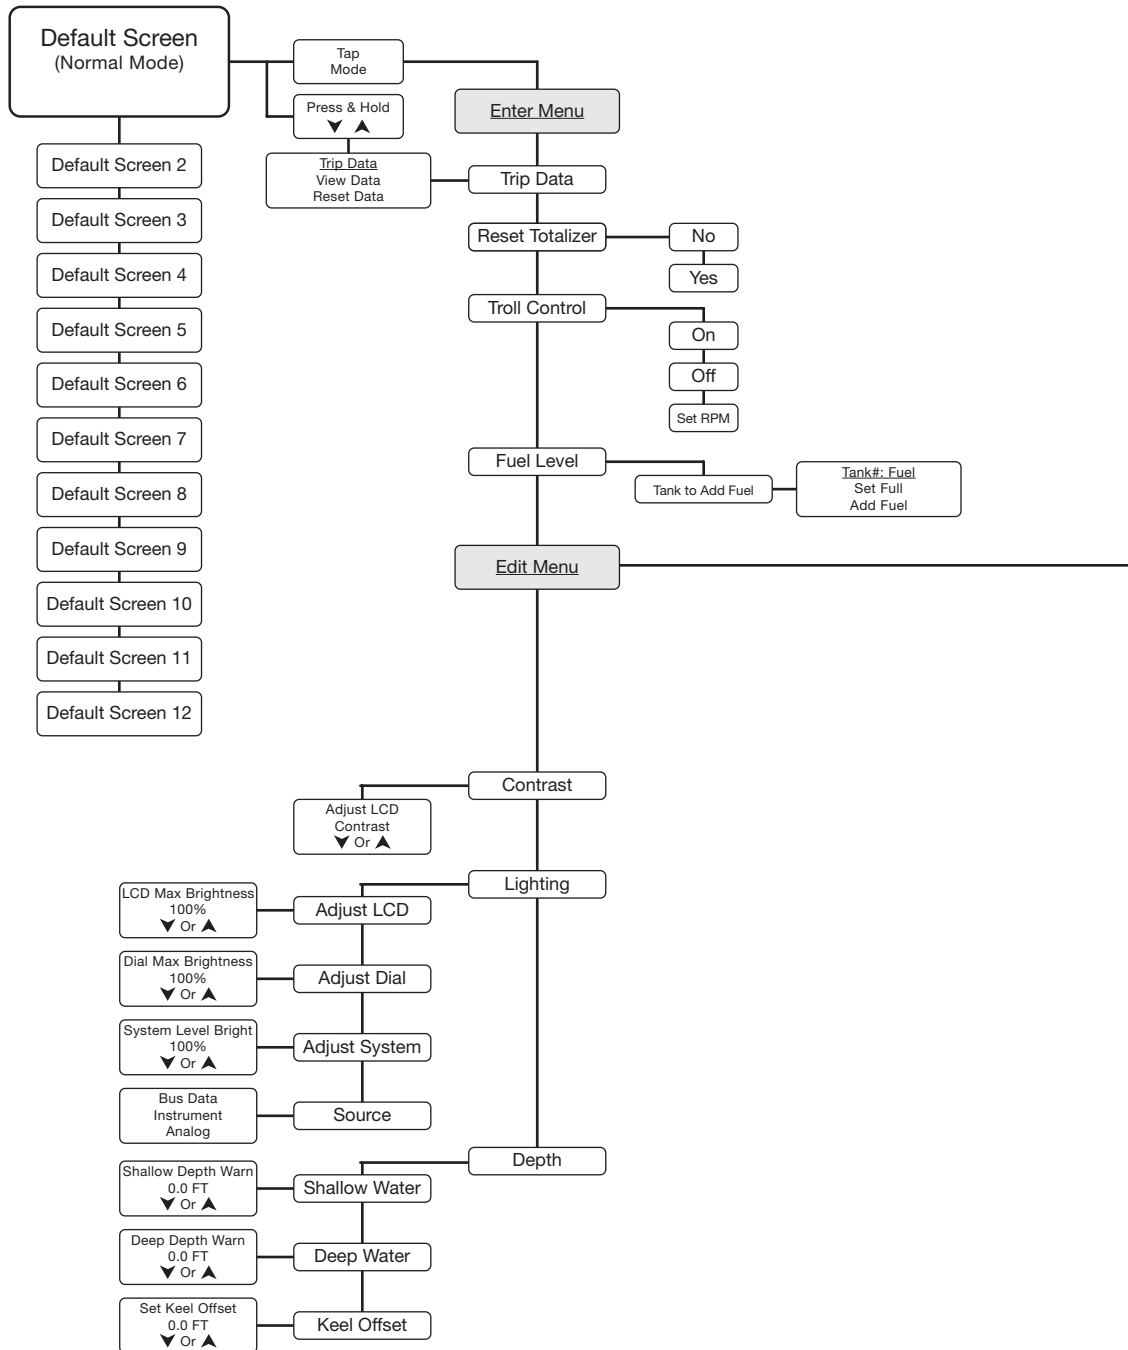 Default Screen
(Normal Mode)
Tap
Mode
Press & Hold
Enter Menu
Trip Data
View Data
Reset Data
Trip Data
Default Screen 2
Default Screen 3
Default Screen 4
Default Screen 5
Default Screen 6
Default Screen 7
Default Screen 8
Default Screen 9
Default Screen 10
Default Screen 11
Default Screen 12
Reset Totalizer
No
Yes
Troll Control
On
Off
Set RPM
Fuel Level
Tank to Add Fuel
Tank#: Fuel
Set Full
Add Fuel
Edit Menu
Contrast
Adjust LCD
Contrast
Or
Lighting
LCD Max Brightness
100%
Or
Adjust LCD
Dial Max Brightness
100%
Or
Adjust Dial
System Level Bright
100%
Or
Adjust System
Bus Data
Instrument
Analog
Source
Depth
Shallow Depth Warn
0.0 FT
Or
Shallow Water
Deep Depth Warn
0.0 FT
Or
Deep Water
Set Keel Offset
0.0 FT
Or
Keel Offset